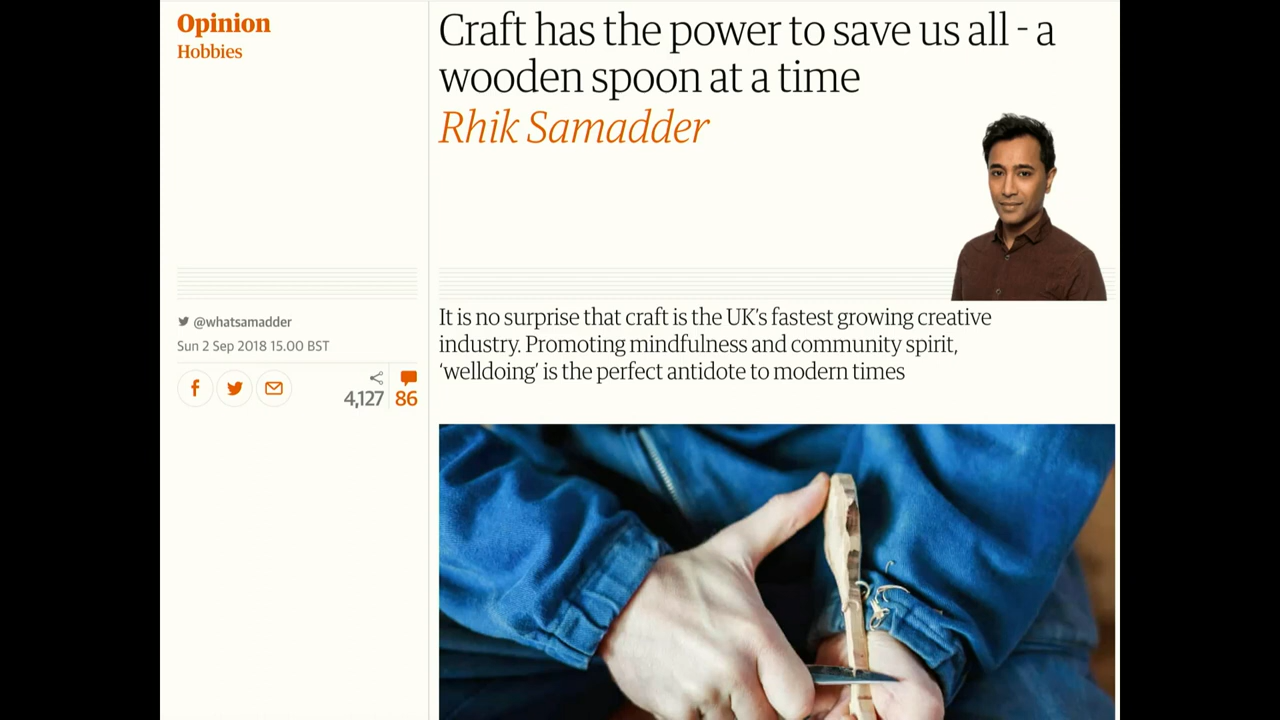 Opinion
Hobbies
Craft has the power to save us all - a
wooden spoon at a time
Rhik Samadder
@whatsamadder
Sun 2 Sep 2018 15.00 BST
4,127
86
It is no surprise that craft is the UK's fastest growing creative
industry. Promoting mindfulness and community spirit,
‘welldoing’ is the perfect antidote to modern times